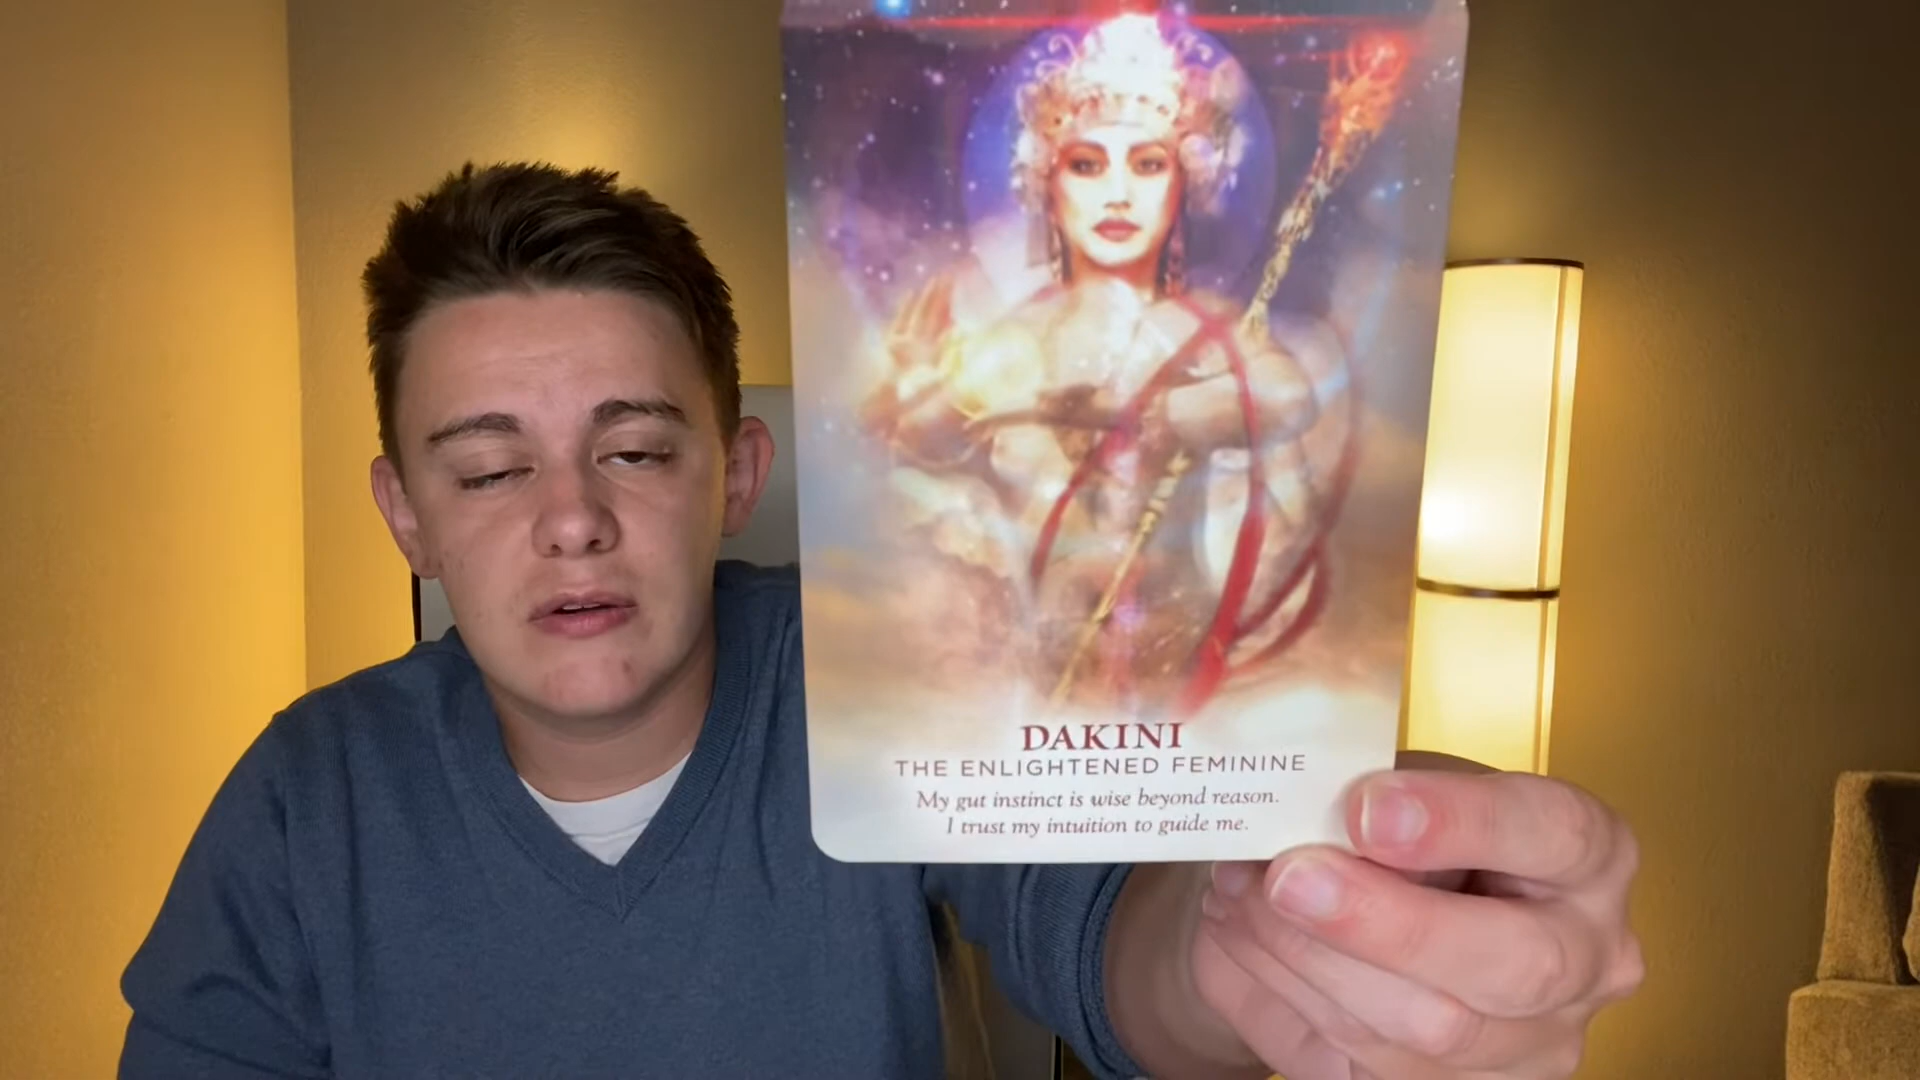 DAKINI
THE ENLIGHTENED FEMININE
My gut instinct is wise beyond reason.
I trust my intuition to guide me.